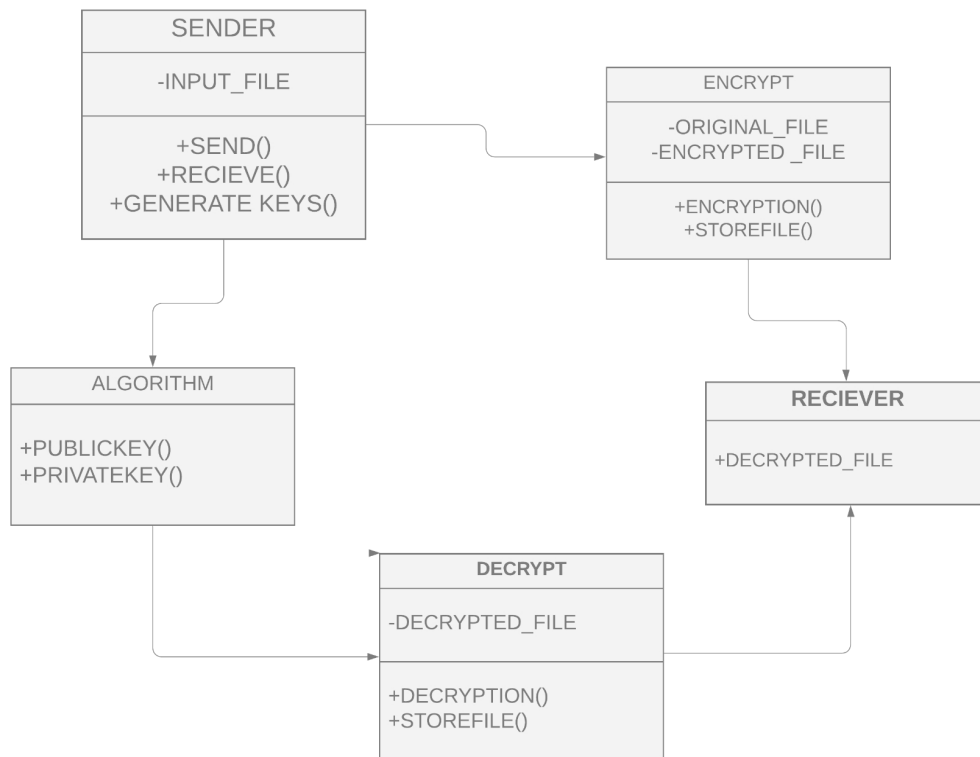 SENDER
-INPUT_FILE
+SEND()
+RECIEVE()
+GENERATE KEYS()
ENCRYPT
-ORIGINAL_FILE
-ENCRYPTED _FILE
+ENCRYPTION()
+STOREFILE()
ALGORITHM
+PUBLICKEY()
+PRIVATEKEY()
RECIEVER
+DECRYPTED_FILE
DECRYPT
-DECRYPTED_FILE
+DECRYPTION()
+STOREFILE()